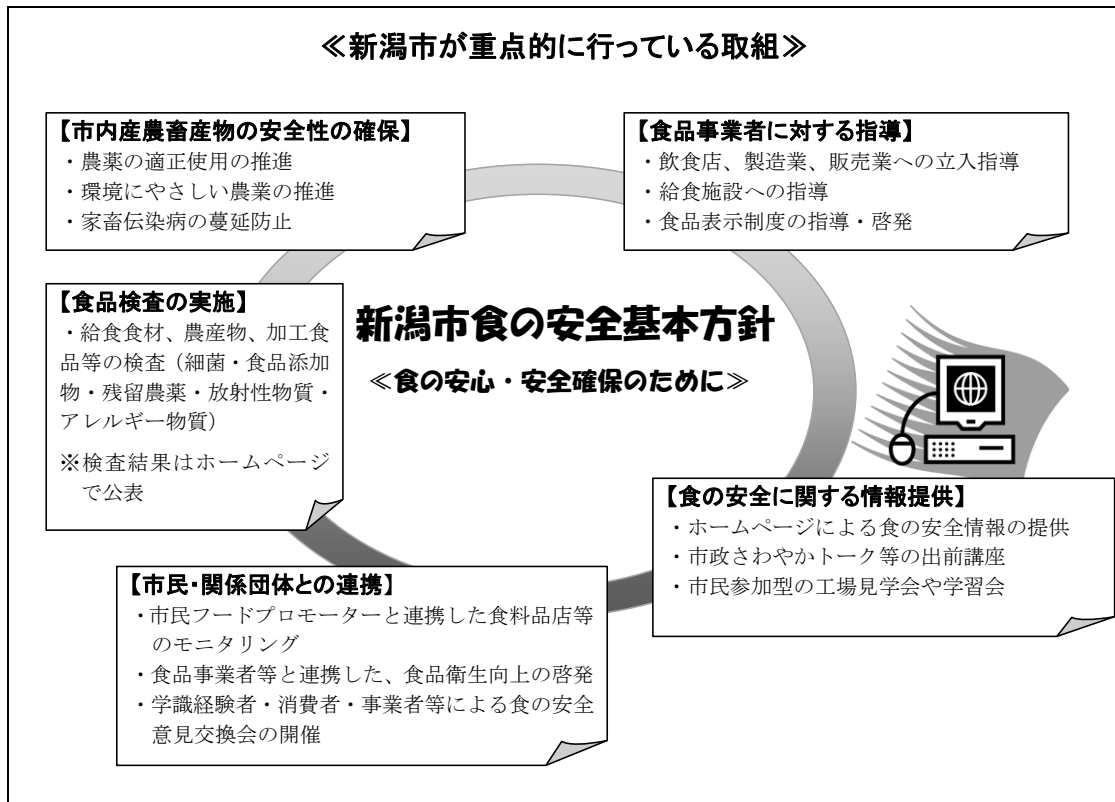 ≪新潟市が重点的に行っている取組≫
【市内産農畜産物の安全性の確保】
・農薬の適正使用の推進
・環境にやさしい農業の推進
・家畜伝染病の蔓延防止
【食品事業者に対する指導】
・飲食店、製造業、販売業への立入指導
・給食施設への指導
・食品表示制度の指導・啓発
【食品検査の実施】
・給食食材、農産物、加工食
品等の検査（細菌・食品添加
物・残留農薬・放射性物質・
アレルギー物質）
※検査結果はホームページ
で公表
新潟市食の安全基本方針
≪食の安心・安全確保のために≫
【食の安全に関する情報提供】
・ホームページによる食の安全情報の提供
・市政さわやかトーク等の出前講座
・市民参加型の工場見学会や学習会
【市民・関係団体との連携】
・市民フードプロモーターと連携した食料品店等
のモニタリング
・食品事業者等と連携した、食品衛生向上の啓発
・学識経験者・消費者・事業者等による食の安全
意見交換会の開催